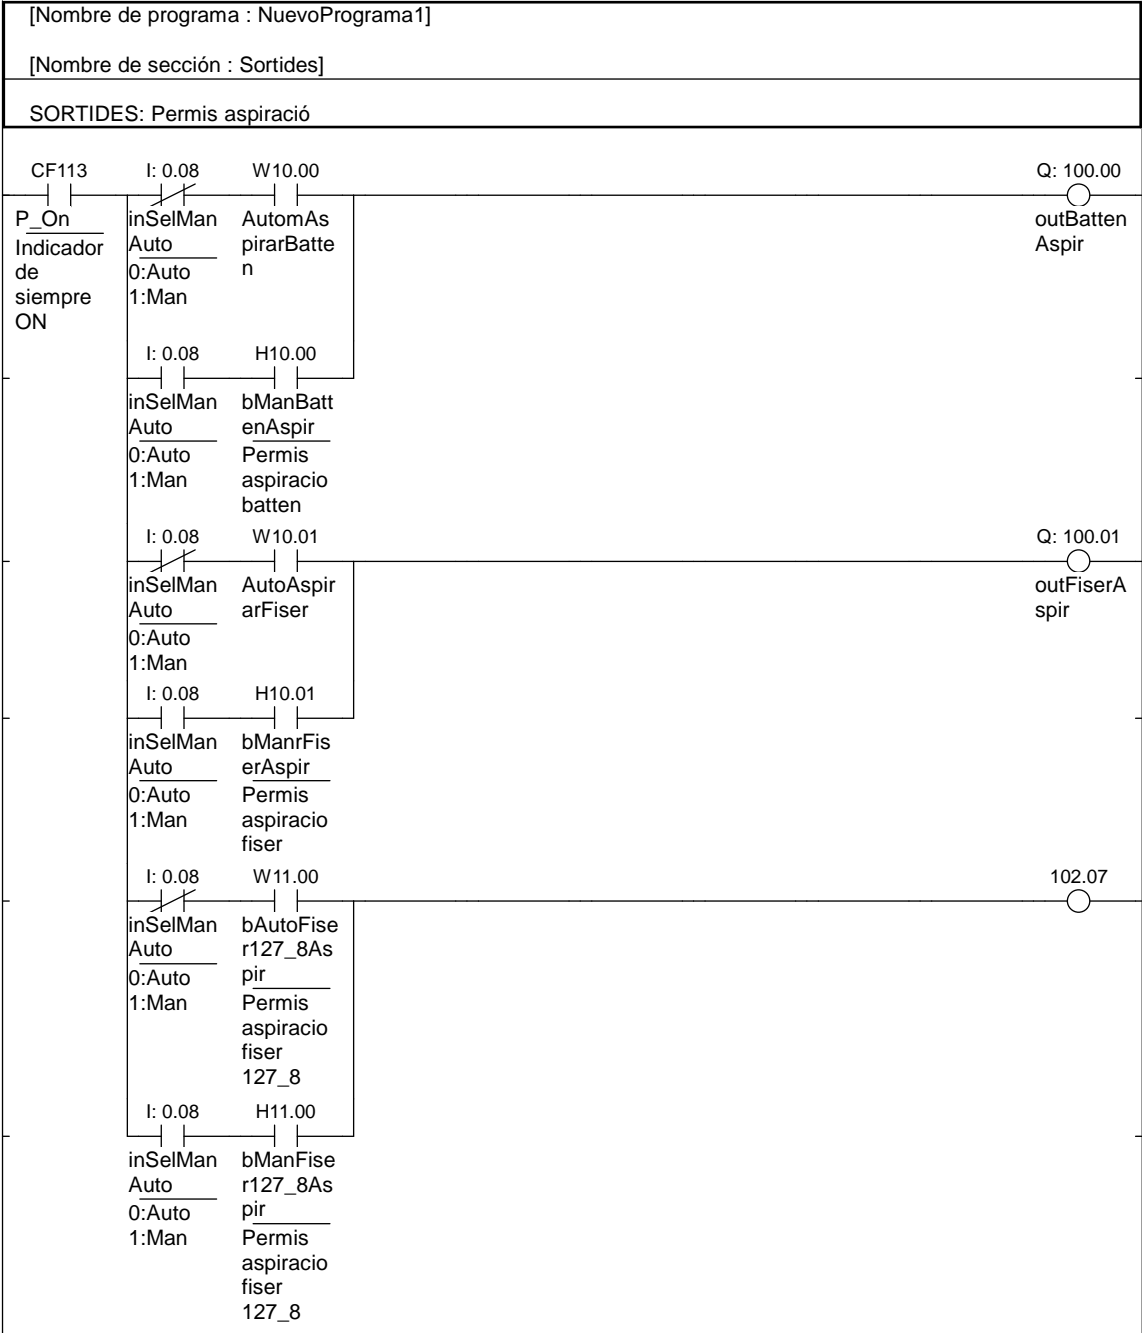 [Nombre de programa : NuevoPrograma1]
[Nombre de sección : Sortides]
SORTIDES: Permis aspiració
CF113
I: 0.08
W10.00
Q: 100.00
P_On
Indicador
de
siempre
ON
inSelMan
Auto
0:Auto
1:Man
AutomAs
pirarBatte
n
outBatten
Aspir
I: 0.08
H10.00
inSelMan
Auto
0:Auto
1:Man
bManBatt
enAspir
Permis
aspiracio
batten
I: 0.08
W10.01
Q: 100.01
inSelMan
Auto
0:Auto
1:Man
AutoAspir
arFiser
outFiserA
spir
I: 0.08
H10.01
inSelMan
Auto
0:Auto
1:Man
bManrFis
erAspir
Permis
aspiracio
fiser
I: 0.08
W11.00
102.07
inSelMan
Auto
0:Auto
1:Man
bAutoFise
r127_8As
pir
Permis
aspiracio
fiser
127_8
I: 0.08
H11.00
inSelMan
Auto
0:Auto
1:Man
bManFise
r127_8As
pir
Permis
aspiracio
fiser
127_8